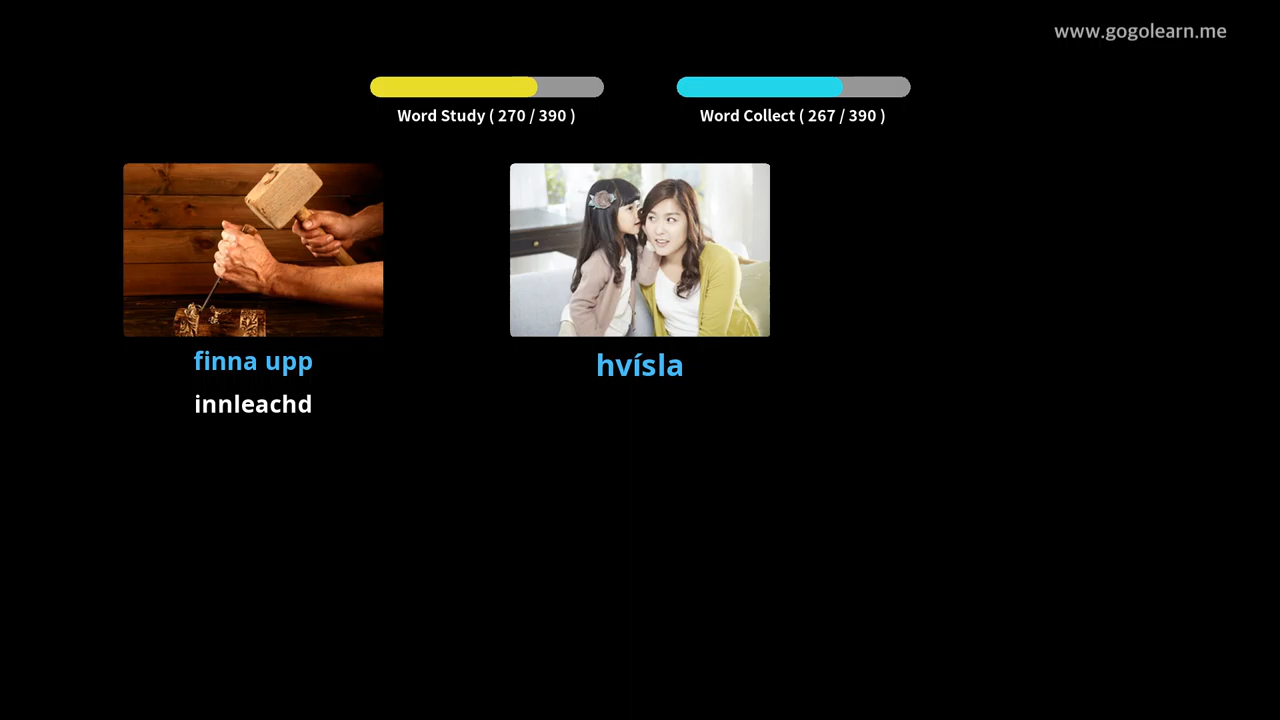 www.gogolearn.me
Word Study ( 270 / 390 )
Word Collect ( 267 / 390 )
finna upp
innleachd
hvísla